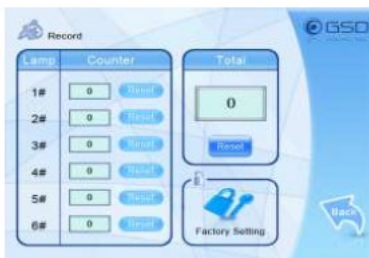 Record
GSD
Lamp Counter
Total
1# 0 Reset
2# 0 Reset
3# 0 Reset
4# 0 Reset
5# 0 Reset
6# 0 Reset
0
Reset
Factory Setting
Back